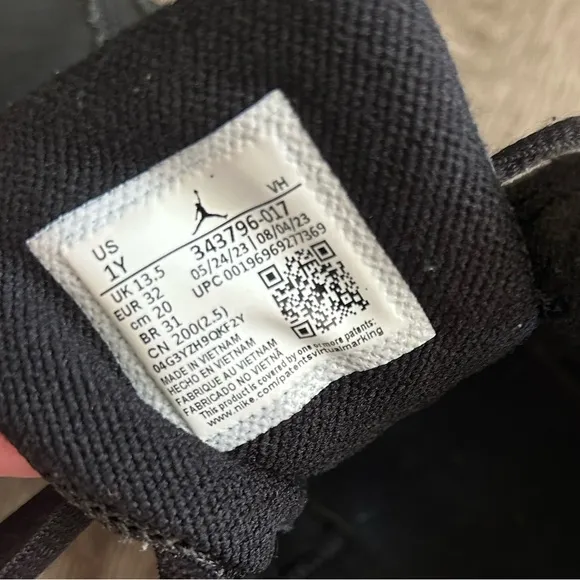 US
1Y
VH
UK 13.5
EUR 32
cm 20
BR 31
CN 200(2.5)
343796-017
05/24/23 | 08/04/23
UPC 00196969277369
04G3YZH9QKF2Y
MADE IN VIETNAM
HECHO EN VIETNAM
FABRIQUE AU VIETNAM
FABRICADO NO VIETNÃ
This product is covered by one or more patents:
www.nike.com/patentsvirtualmarking